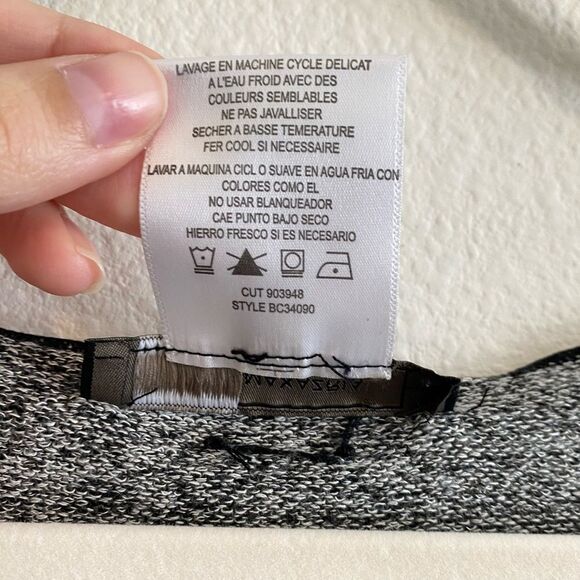 LAVAGE EN MACHINE CYCLE DELICAT
A L'EAU FROID AVEC DES
COULEURS SEMBLABLES
NE PAS JAVALLISER
SECHER A BASSE TEMERATURE
FER COOL SI NECESSAIRE
LAVAR A MAQUINA CICL O SUAVE EN AGUA FRIA CON
COLORES COMO EL
NO USAR BLANQUEADOR
CAE PUNTO BAJO SECO
HIERRO FRESCO SI ES NECESARIO
CUT 903948
STYLE BC34090
MAXAZRIA